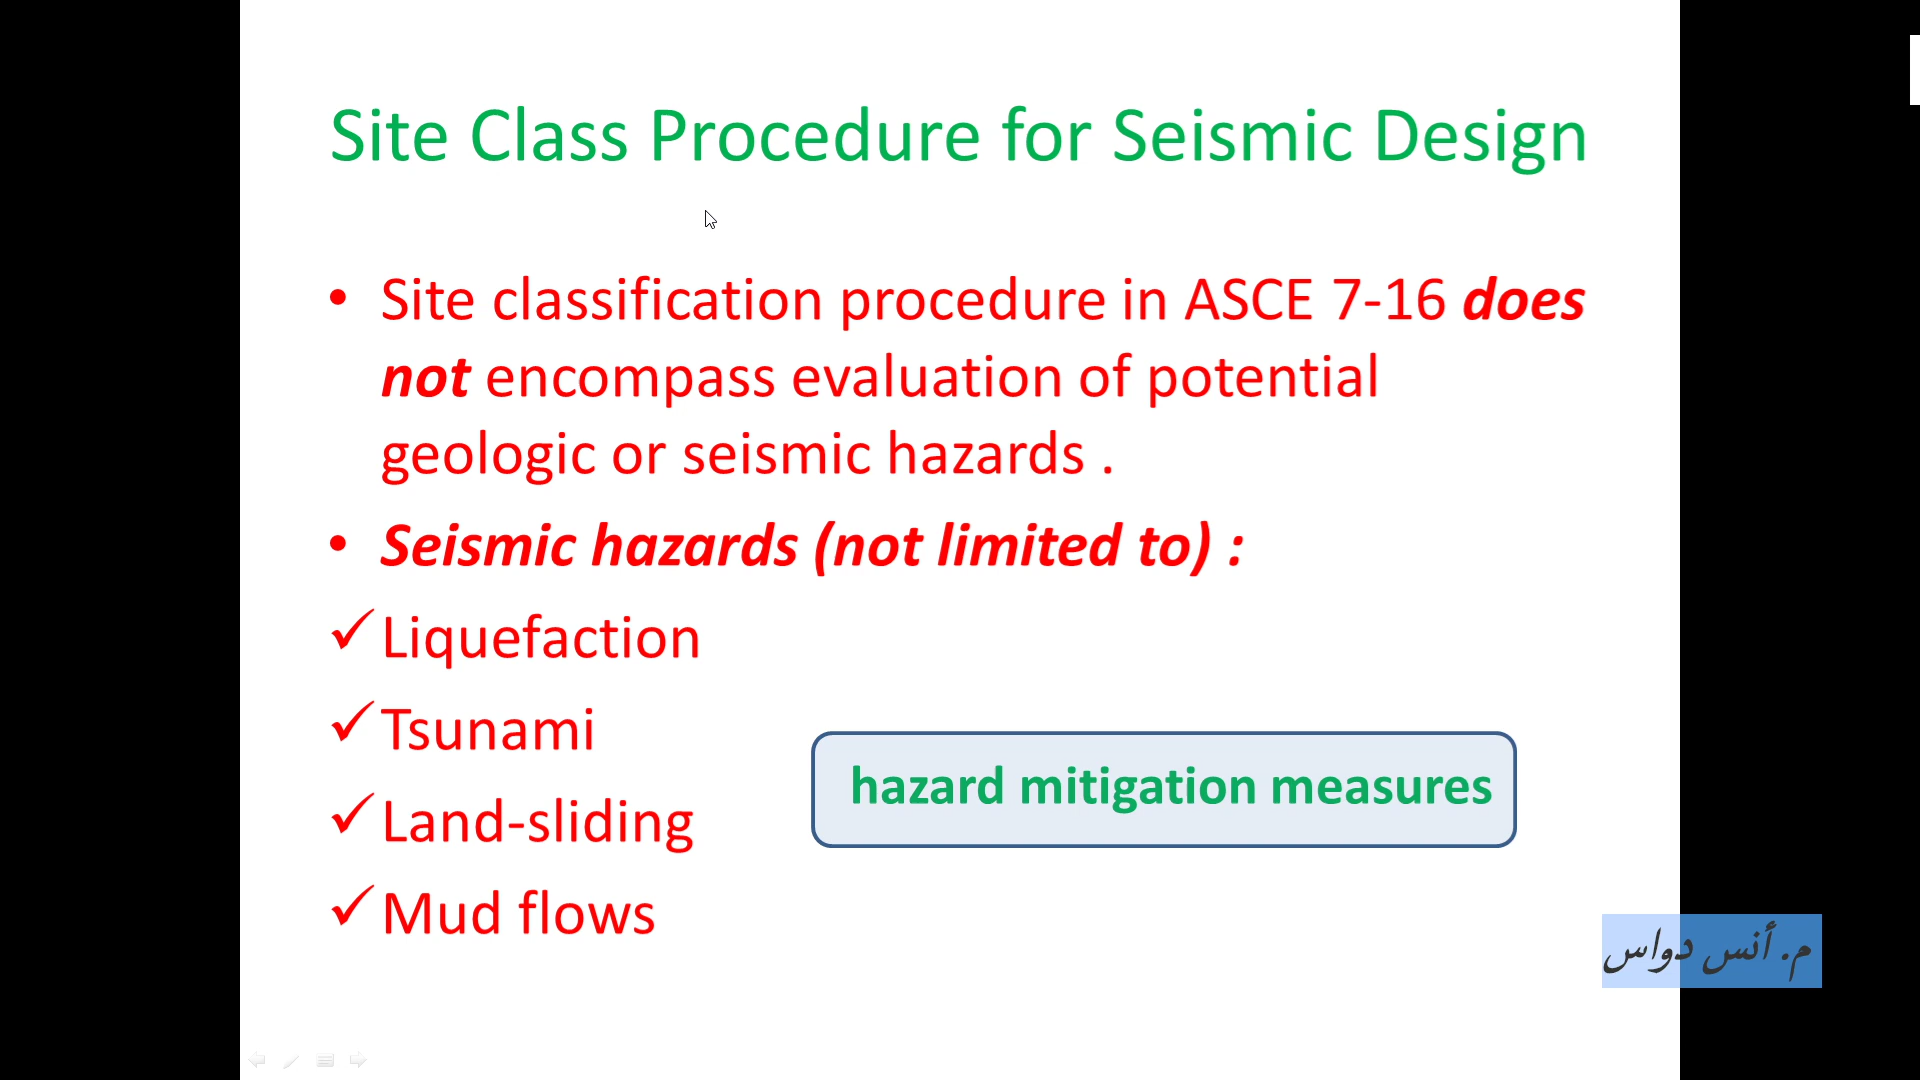 Site Class Procedure for Seismic Design
• Site classification procedure in ASCE 7-16 does
not encompass evaluation of potential
geologic or seismic hazards .
• Seismic hazards (not limited to) :
✓ Liquefaction
✓ Tsunami
✓ Land-sliding
✓ Mud flows
hazard mitigation measures
م. أنس دواس